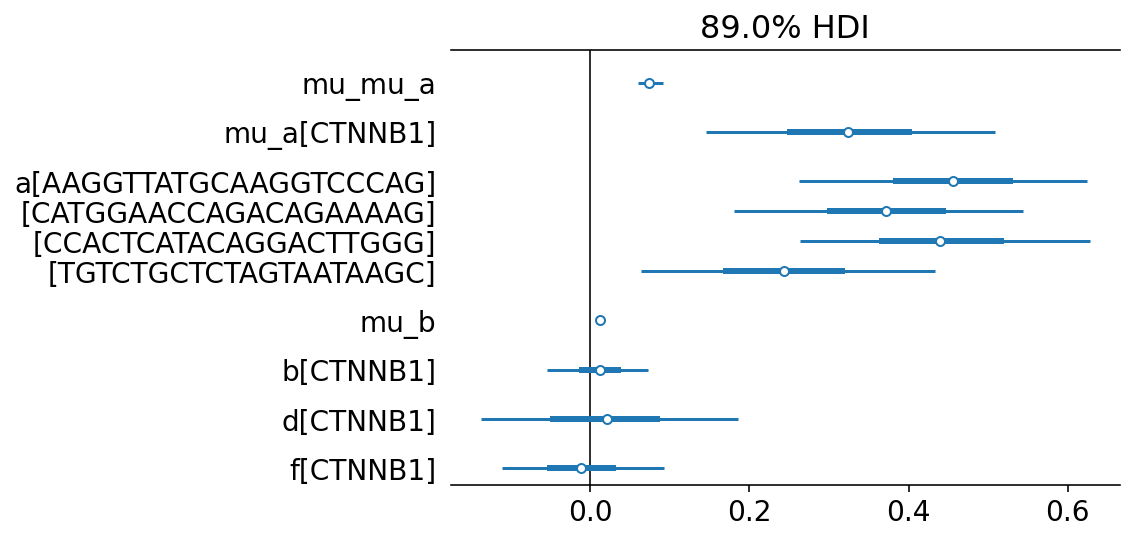 89.0% HDI
mu_mu_a
mu_a[CTNNB1]
a[AAGGTTATGCAAGGTCCCAG]
[CATGGAACCAGACAGAAAAG]
[CCACTCATACAGGACTTGGG]
[TGTCTGCTCTAGTAATAAGC]
mu_b
b[CTNNB1]
d[CTNNB1]
f[CTNNB1]
0.0 0.2 0.4 0.6